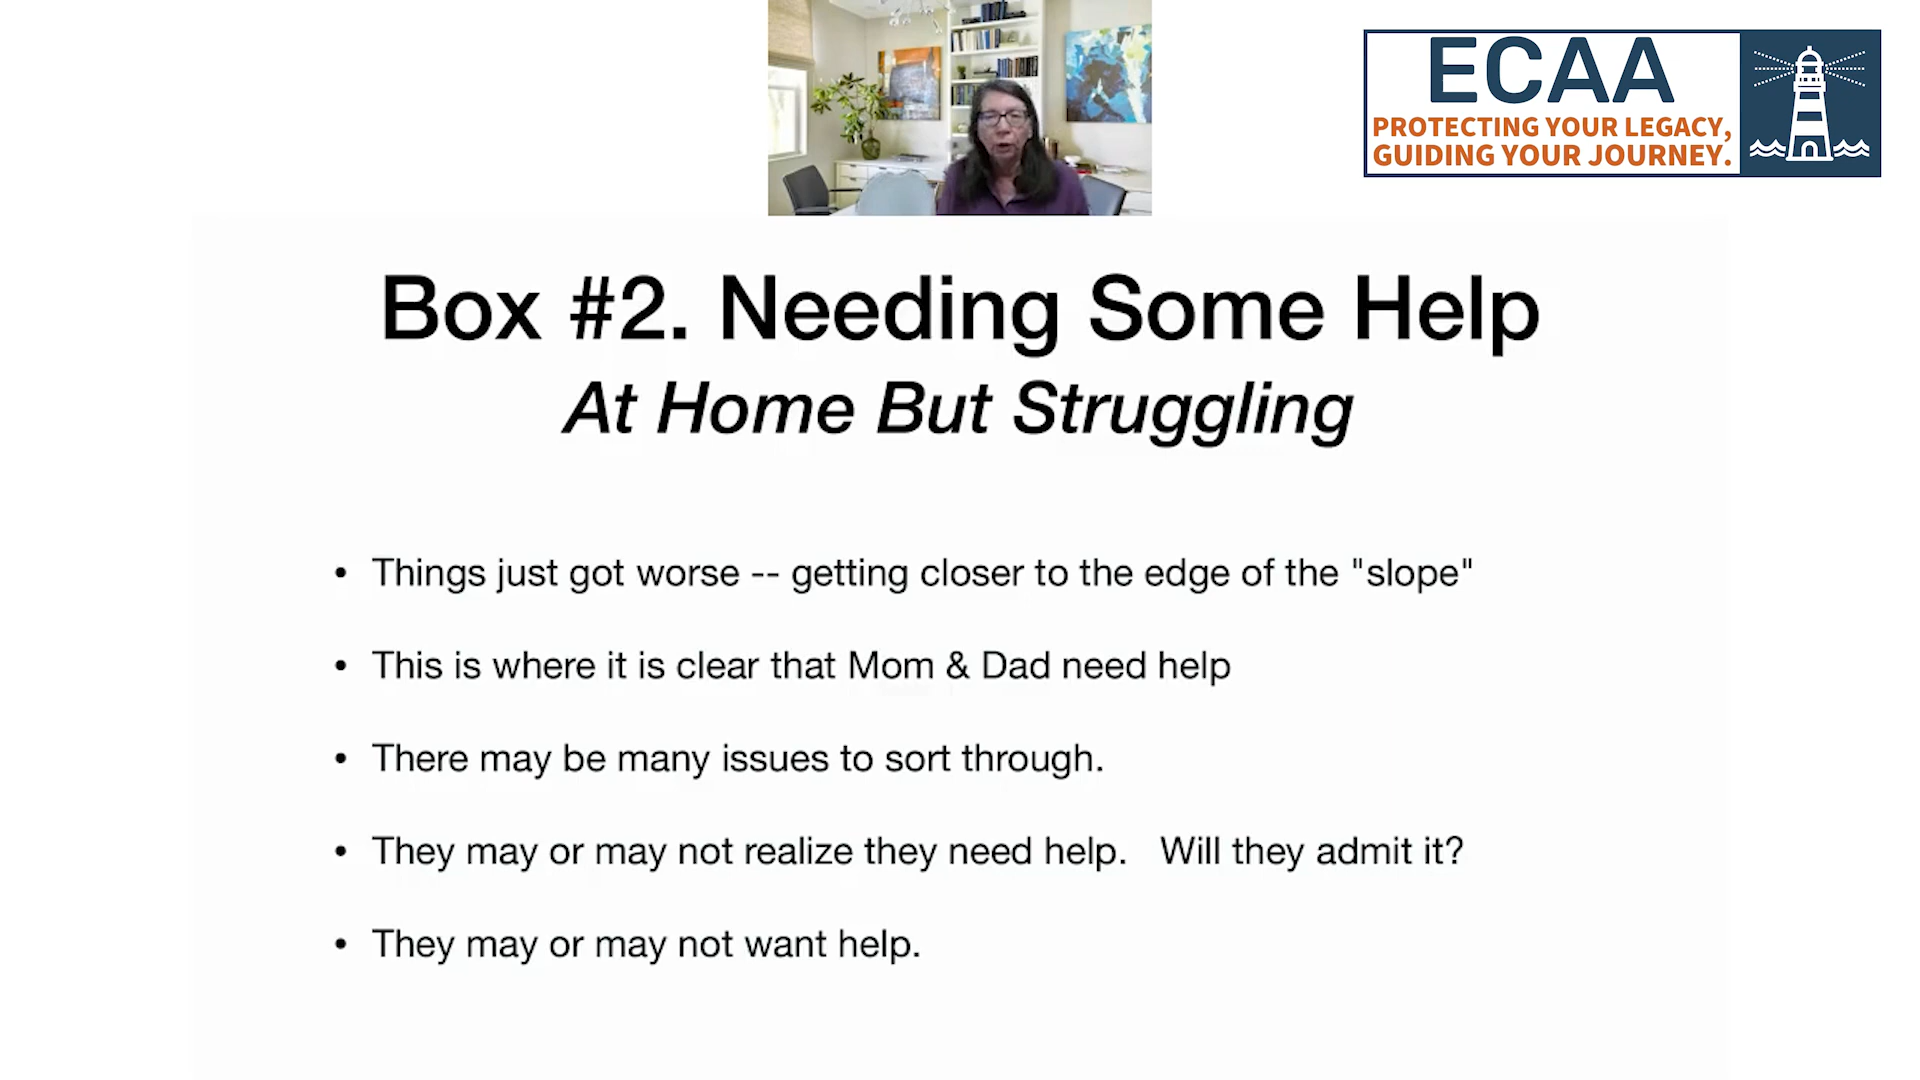 ECAA
PROTECTING YOUR LEGACY,
GUIDING YOUR JOURNEY.
Box #2. Needing Some Help
At Home But Struggling
• Things just got worse -- getting closer to the edge of the "slope"
• This is where it is clear that Mom & Dad need help
• There may be many issues to sort through.
• They may or may not realize they need help.   Will they admit it?
• They may or may not want help.